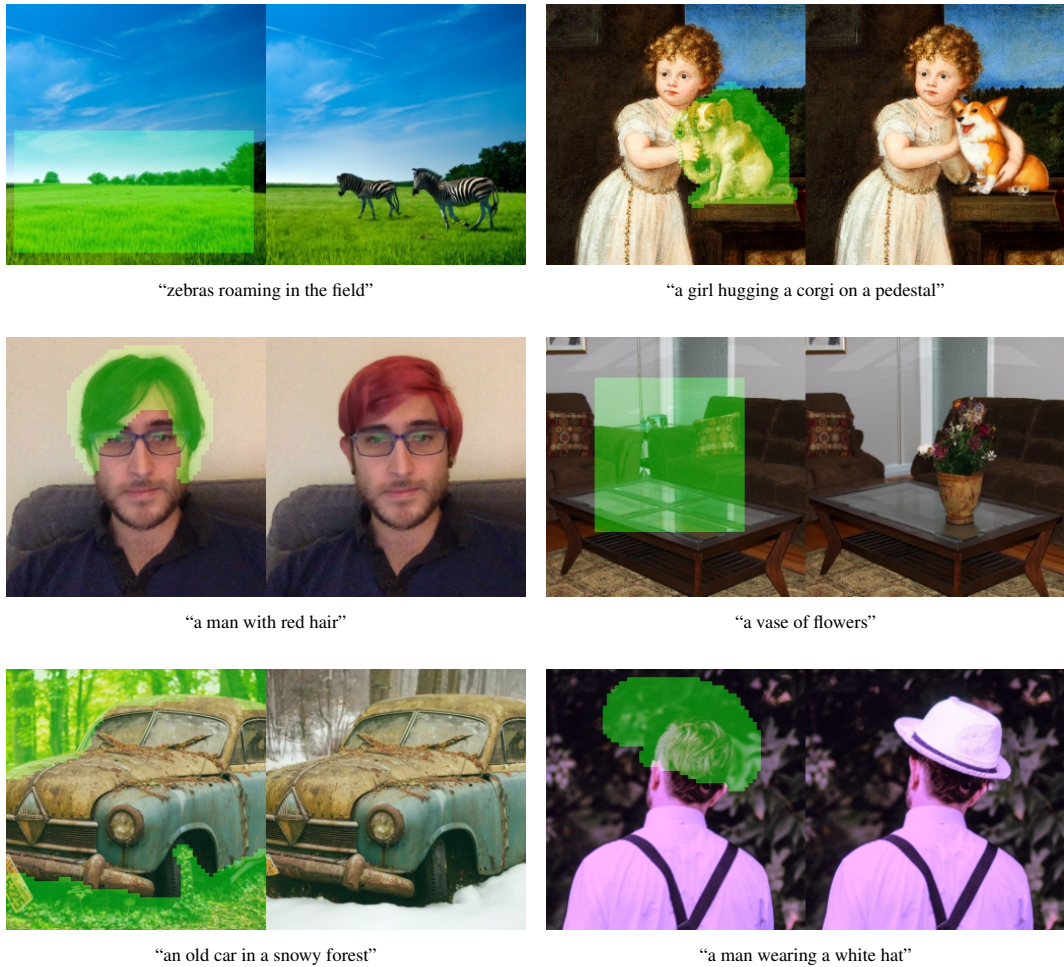 “zebras roaming in the field”
“a girl hugging a corgi on a pedestal”
“a man with red hair”
“a vase of flowers”
“an old car in a snowy forest”
“a man wearing a white hat”